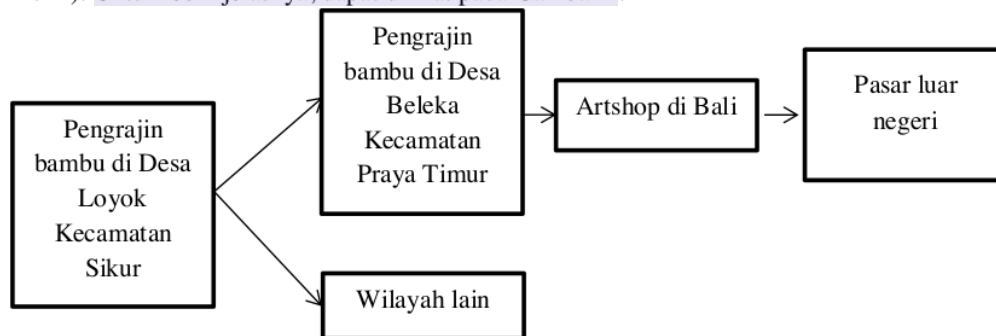 Pengrajin
bambu di Desa
Loyok
Kecamatan
Sikur
Pengrajin
bambu di Desa
Beleka
Kecamatan
Praya Timur
Wilayah lain
Artshop di Bali
Pasar luar
negeri